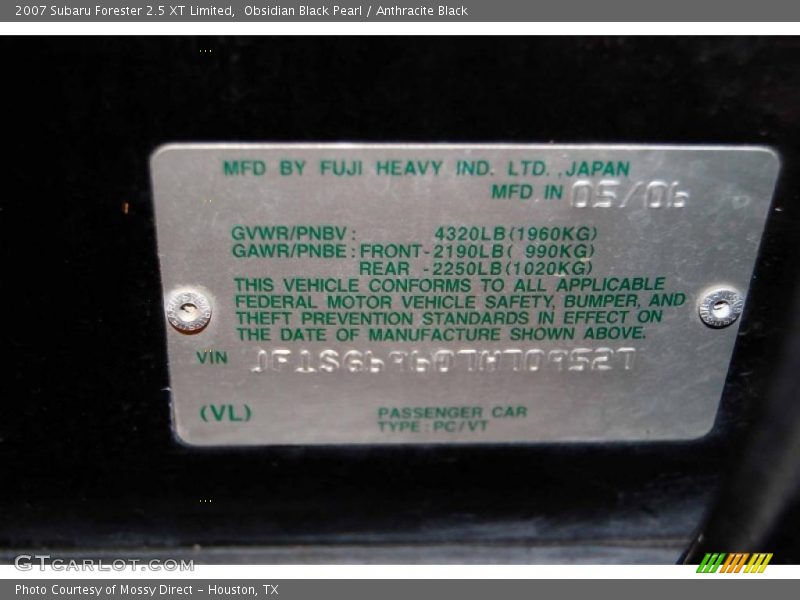 2007 Subaru Forester 2.5 XT Limited,  Obsidian Black Pearl / Anthracite Black
MFD BY FUJI HEAVY IND. LTD. ,JAPAN
MFD IN 05/06
GVWR/PNBV: 4320LB(1960KG)
GAWR/PNBE:FRONT-2190LB( 990KG)
REAR -2250LB(1020KG)
THIS VEHICLE CONFORMS TO ALL APPLICABLE
FEDERAL MOTOR VEHICLE SAFETY, BUMPER, AND
THEFT PREVENTION STANDARDS IN EFFECT ON
THE DATE OF MANUFACTURE SHOWN ABOVE.
VIN JF1SG69607H709527
(VL) PASSENGER CAR
TYPE:PC/VT
GTCARLOT.COM
Photo Courtesy of Mossy Direct – Houston, TX